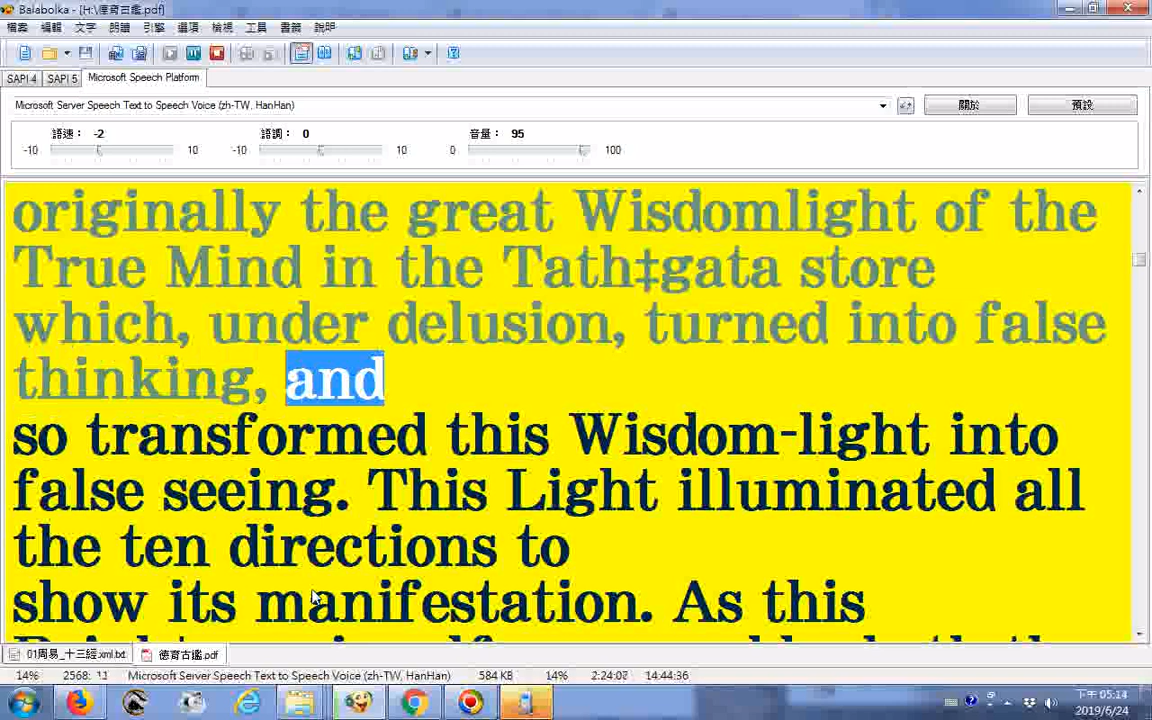 Balabolka - [H:\德育古鑑.pdf]
檔案 編輯 文字 朗讀 引擎 選項 檢視 工具 書籤 說明
SAPI 4 SAPI 5 Microsoft Speech Platform
Microsoft Server Speech Text to Speech Voice (zh-TW, HanHan) 關於 預設
語速： -2 語調： 0 音量： 95
-10 10 -10 10 0 100
originally the great Wisdomlight of the
True Mind in the Tath‡gata store
which, under delusion, turned into false
thinking, and
so transformed this Wisdom-light into
false seeing. This Light illuminated all
the ten directions to
show its manifestation. As this
01周易_十三經.xml.txt 德育古鑑.pdf
14% 2568: Microsoft Server Speech Text to Speech Voice (zh-TW, HanHan) 584 KB 14% 14:44:36
下午 05:14
2019/6/24